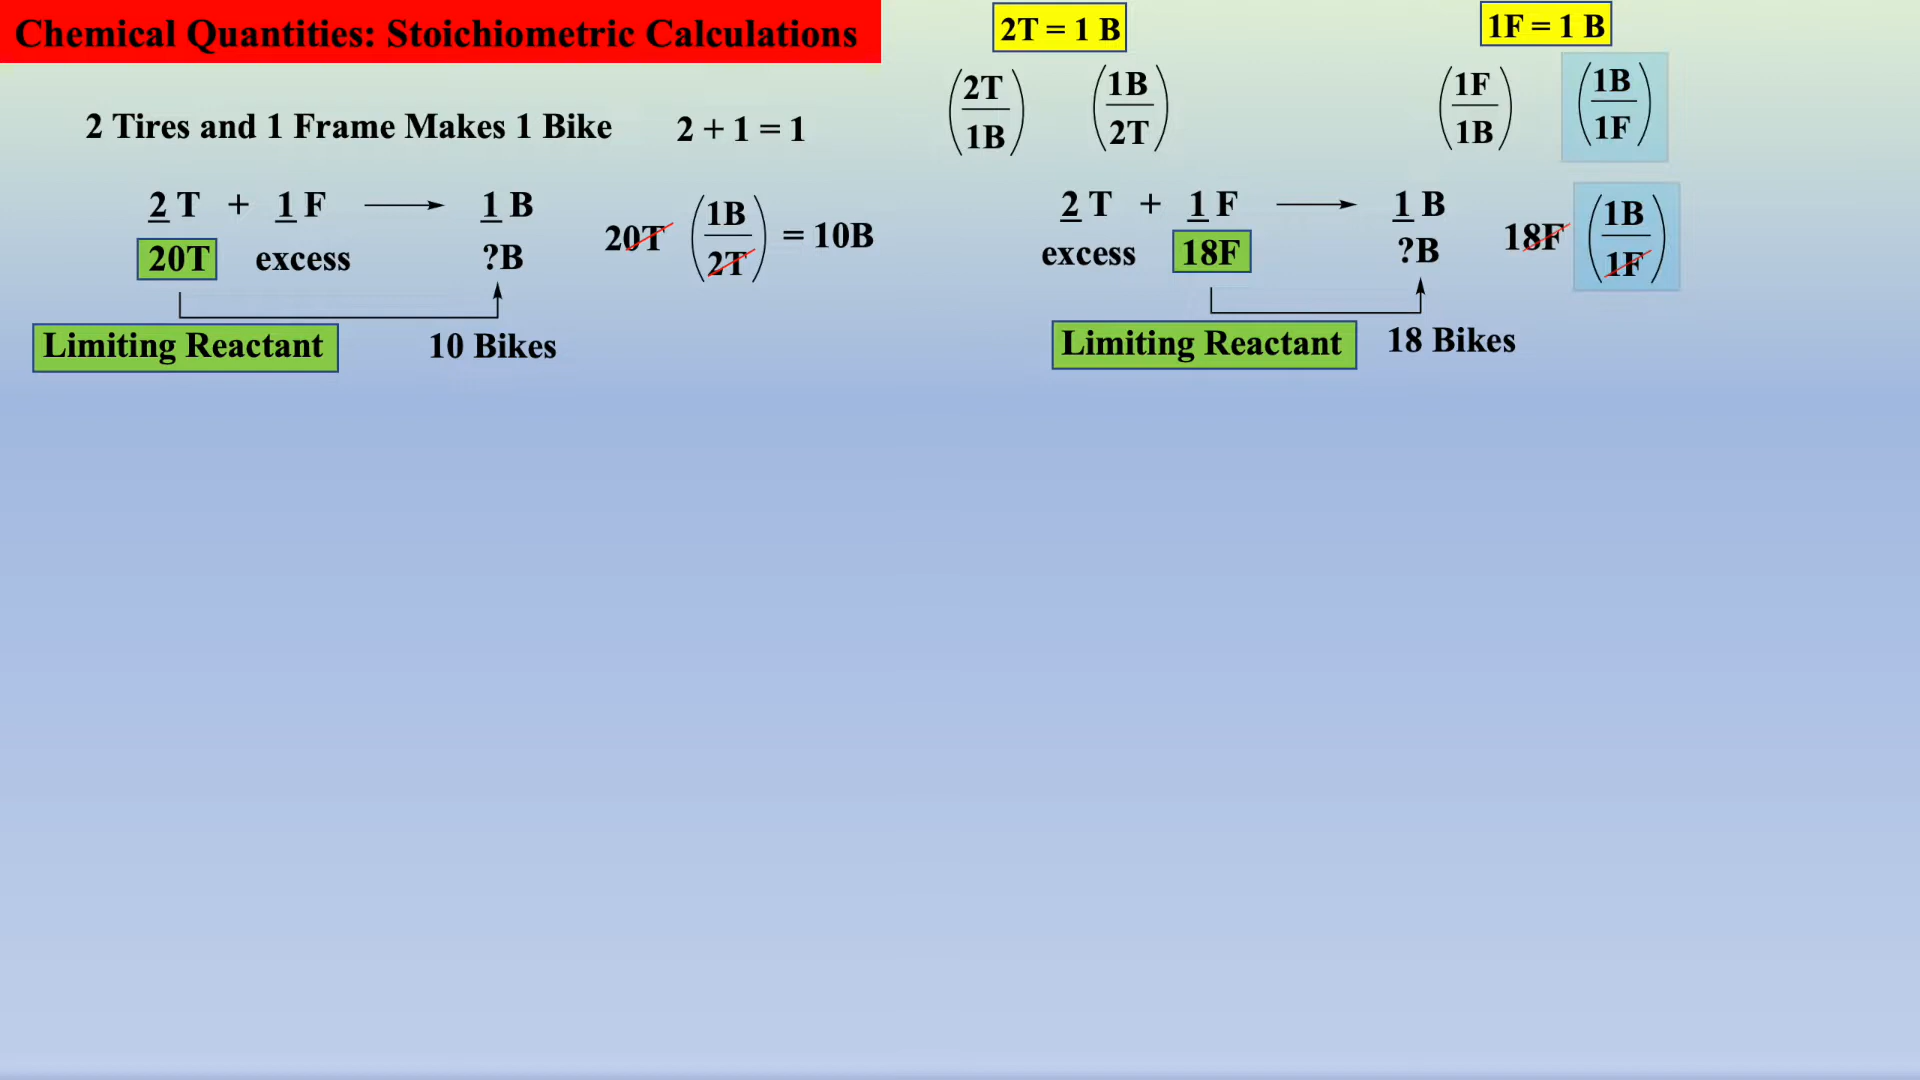 Chemical Quantities: Stoichiometric Calculations
2T = 1 B
1F = 1 B
2 Tires and 1 Frame Makes 1 Bike
2 + 1 = 1
(2T/1B)
(1B/2T)
(1F/1B)
(1B/1F)
2 T + 1 F ⟶ 1 B
20T excess ?B
20T (1B/2T) = 10B
Limiting Reactant
10 Bikes
2 T + 1 F ⟶ 1 B
excess 18F ?B
18F (1B/1F)
Limiting Reactant
18 Bikes